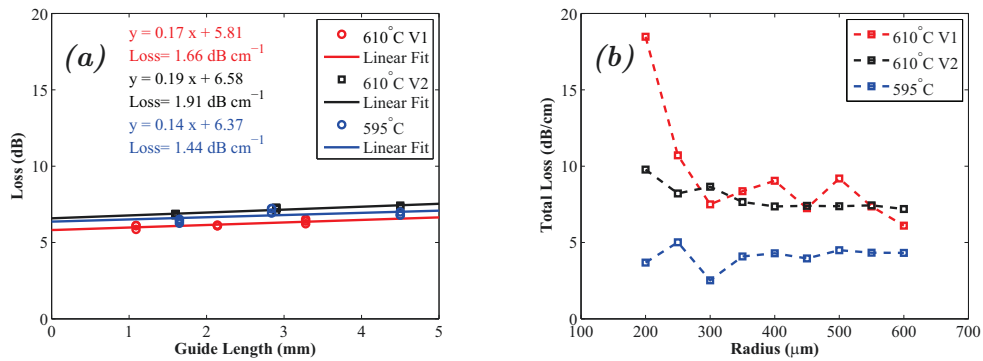 (a)
y = 0.17 x + 5.81
Loss= 1.66 dB cm⁻¹
y = 0.19 x + 6.58
Loss= 1.91 dB cm⁻¹
y = 0.14 x + 6.37
Loss= 1.44 dB cm⁻¹
610°C V1
Linear Fit
610°C V2
Linear Fit
595°C
Linear Fit
20
15
10
5
0
Loss (dB)
0 1 2 3 4 5
Guide Length (mm)
(b)
610°C V1
610°C V2
595°C
20
15
10
5
0
Total Loss (dB/cm)
100 200 300 400 500 600 700
Radius (μm)